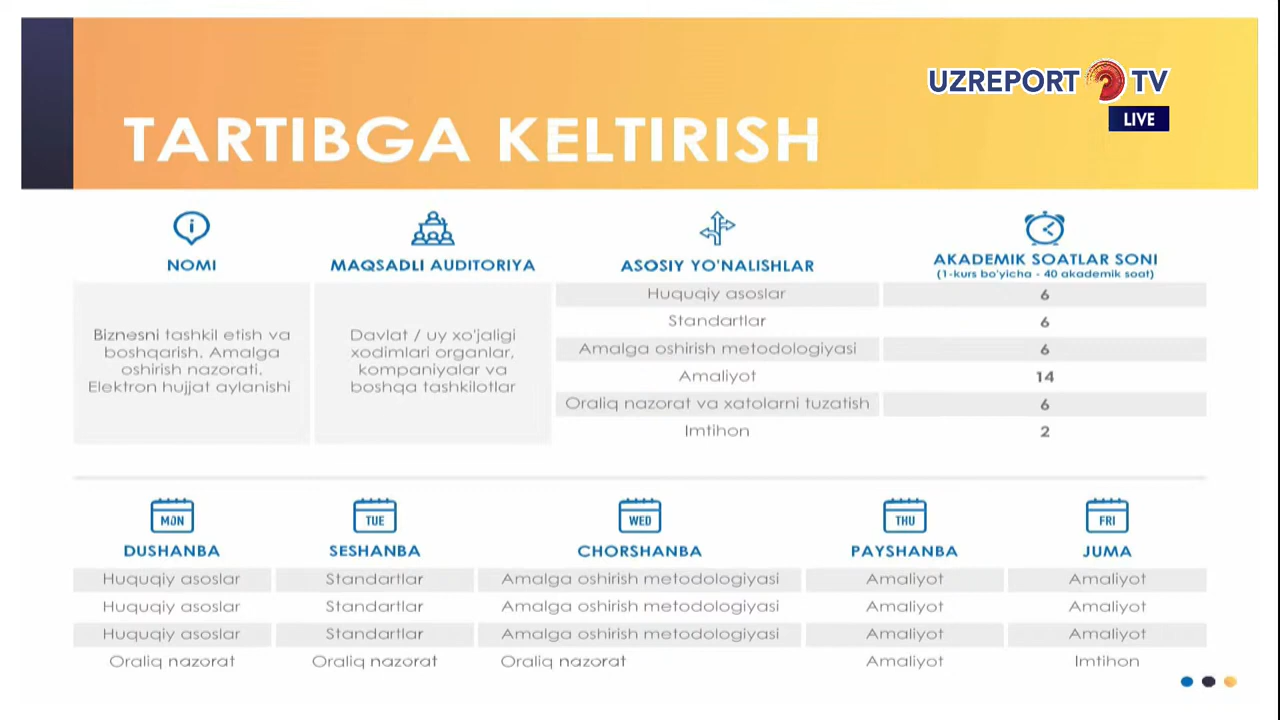 UZREPORT TV
LIVE
TARTIBGA KELTIRISH
NOMI
MAQSADLI AUDITORIYA
ASOSIY YO'NALISHLAR
AKADEMIK SOATLAR SONI
(1-kurs bo'yicha - 40 akademik soat)
Biznesni tashkil etish va
boshqarish. Amalga
oshirish nazorati.
Elektron hujjat aylanishi
Davlat / uy xo'jaligi
xodimlari organlar,
kompaniyalar va
boshqa tashkilotlar
Huquqiy asoslar 6
Standartlar 6
Amalga oshirish metodologiyasi 6
Amaliyot 14
Oraliq nazorat va xatolarni tuzatish 6
Imtihon 2
MON TUE WED THU FRI
DUSHANBA SESHANBA CHORSHANBA PAYSHANBA JUMA
Huquqiy asoslar Standartlar Amalga oshirish metodologiyasi Amaliyot Amaliyot
Huquqiy asoslar Standartlar Amalga oshirish metodologiyasi Amaliyot Amaliyot
Huquqiy asoslar Standartlar Amalga oshirish metodologiyasi Amaliyot Amaliyot
Oraliq nazorat Oraliq nazorat Oraliq nazorat Amaliyot Imtihon